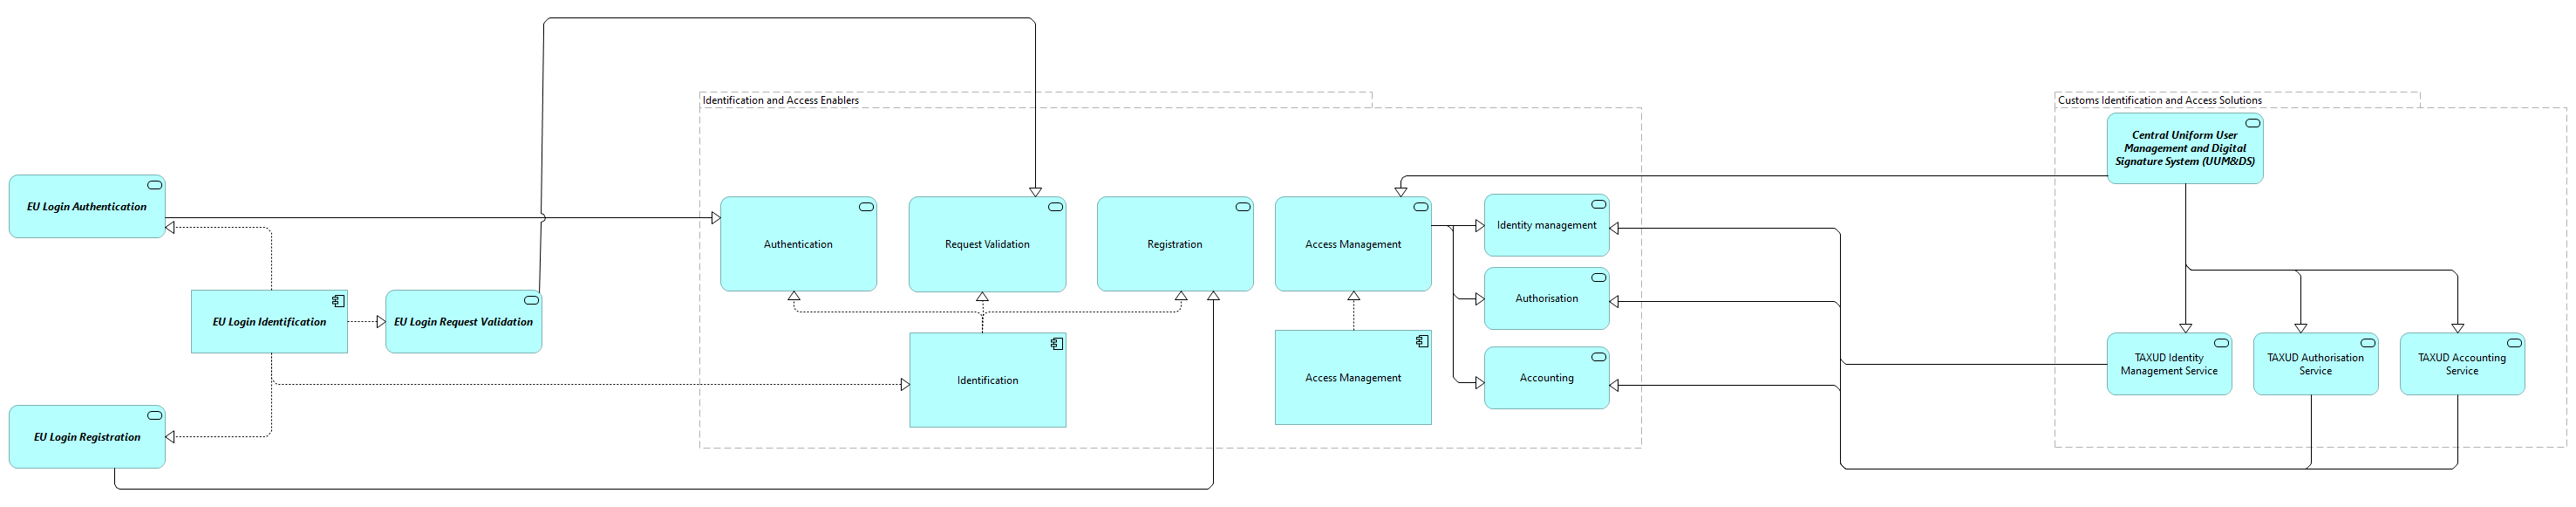 Identification and Access Enablers
Customs Identification and Access Solutions
Central Uniform User
Management and Digital
Signature System (UUM&DS)
EU Login Authentication
Authentication
Request Validation
Registration
Access Management
Identity management
Authorisation
Accounting
EU Login Identification
EU Login Request Validation
Identification
Access Management
TAXUD Identity
Management Service
TAXUD Authorisation
Service
TAXUD Accounting
Service
EU Login Registration